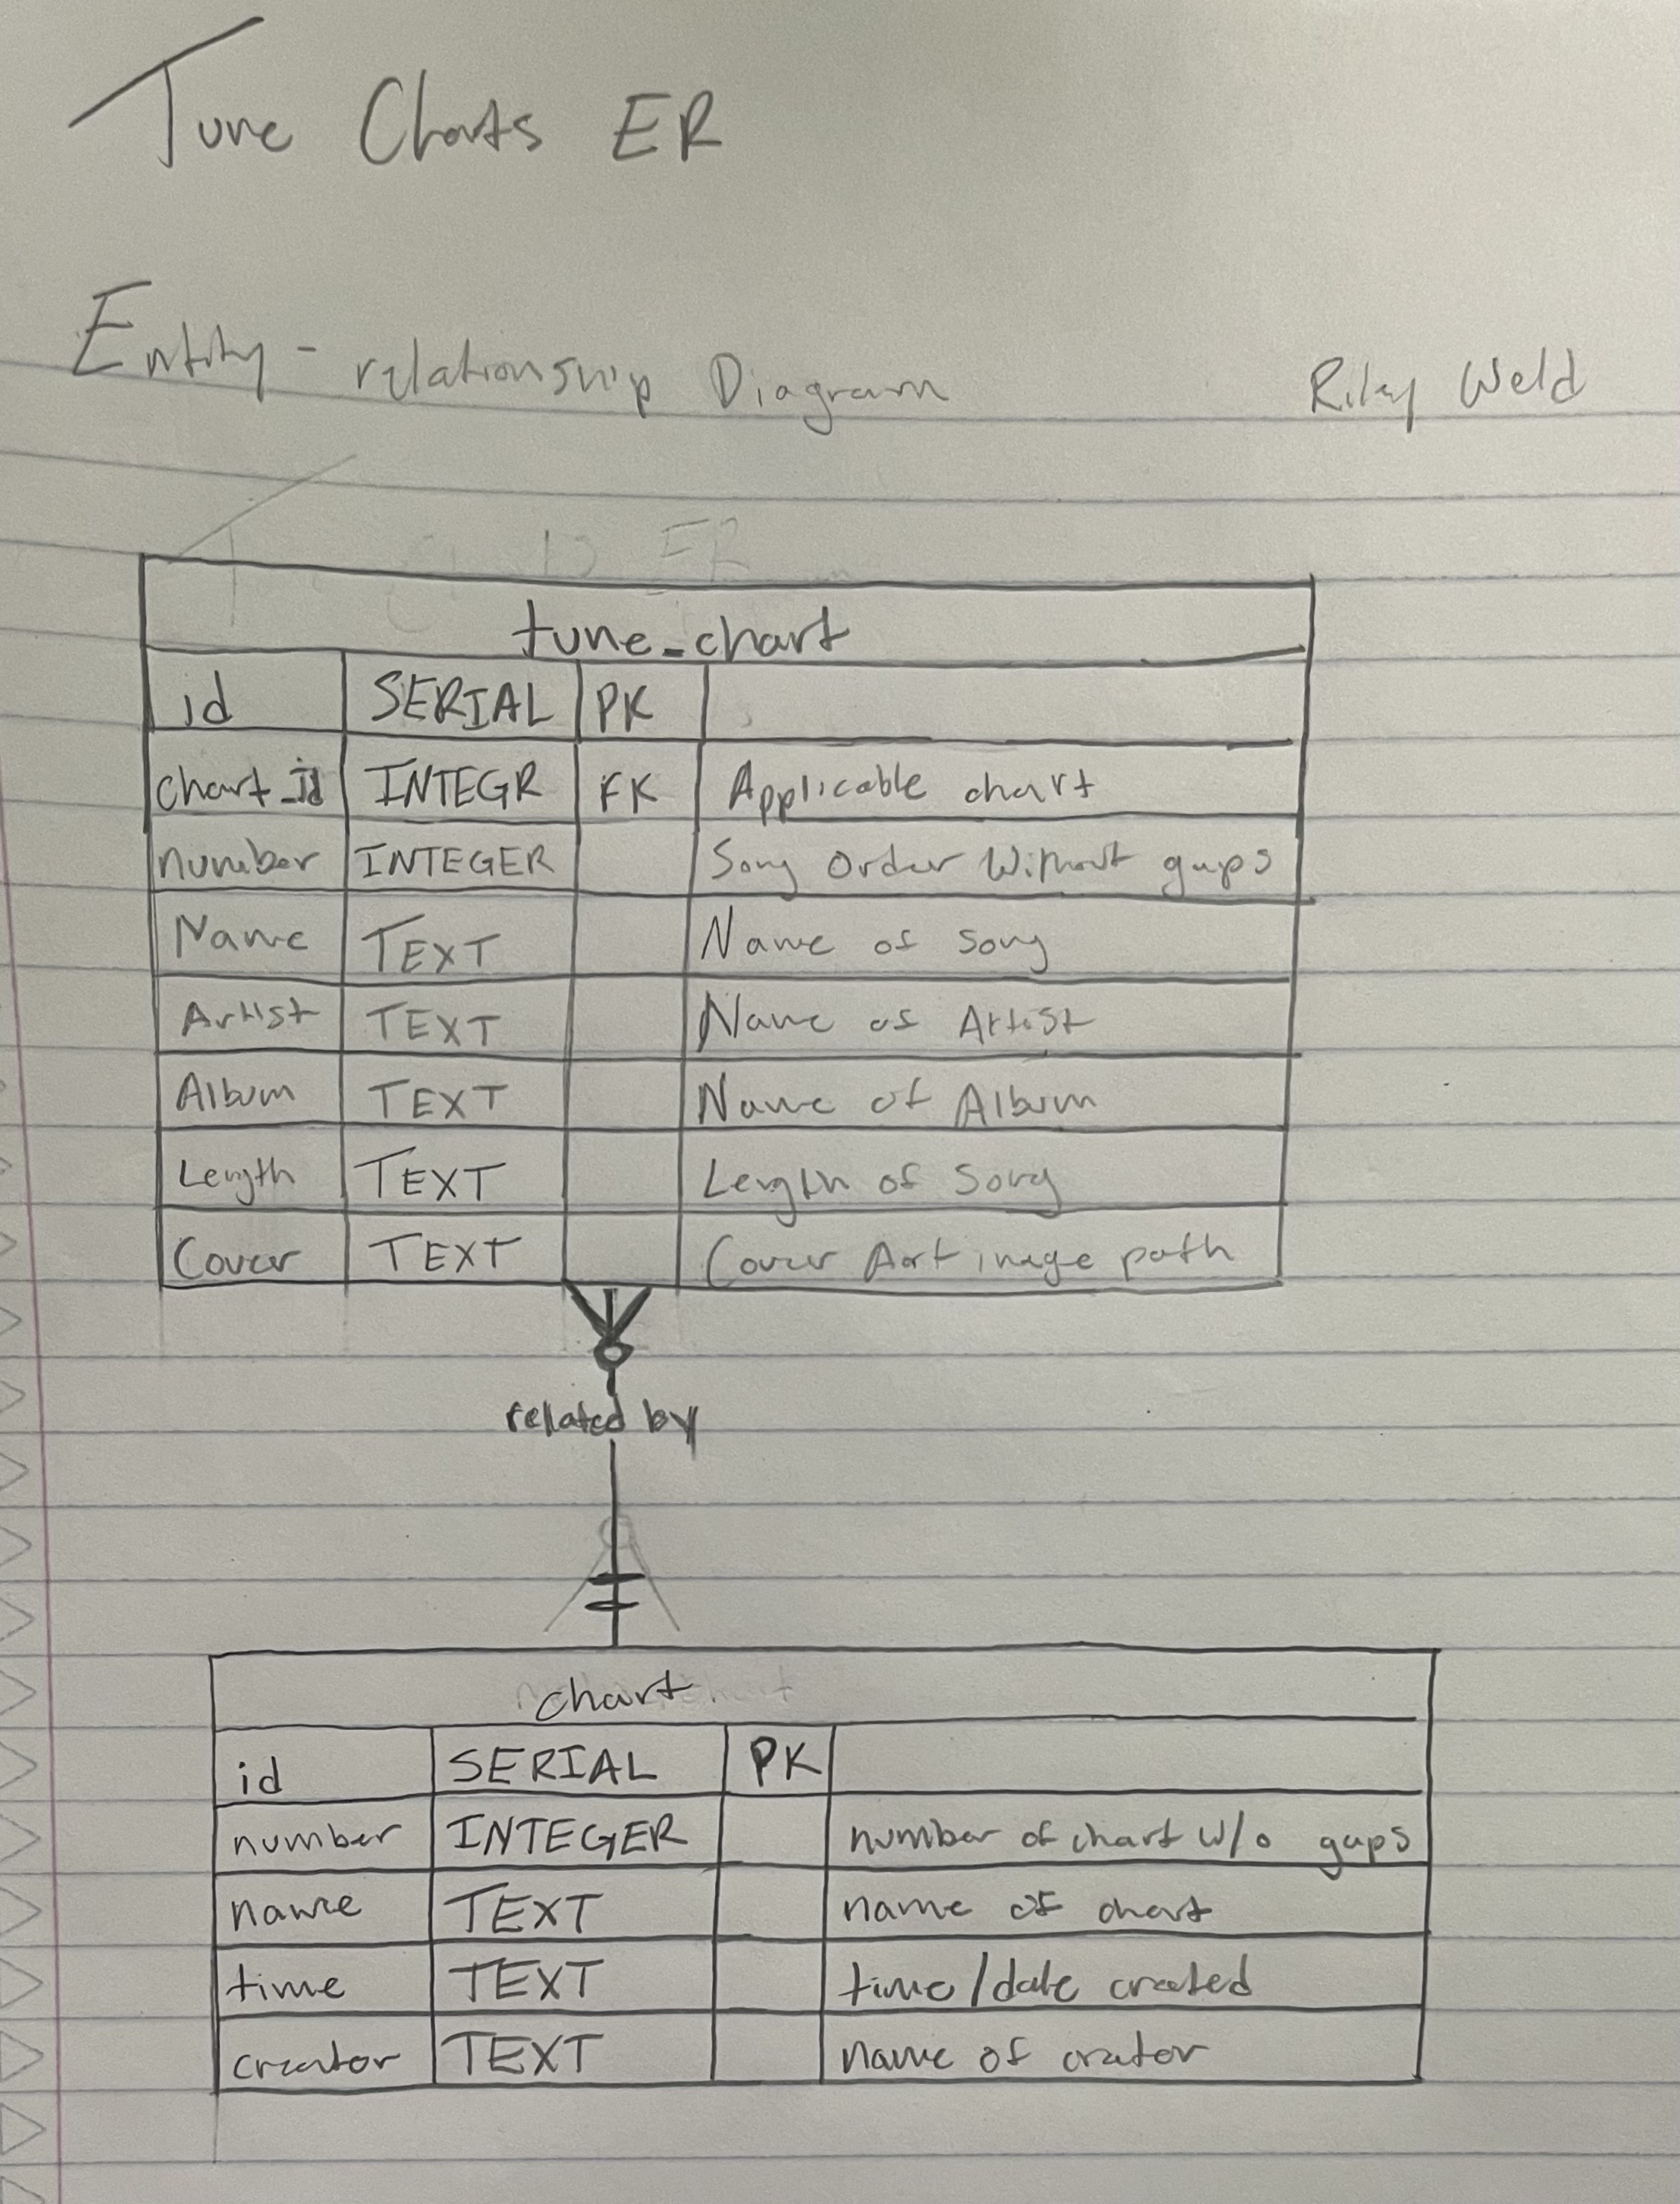 Tune Charts ER
Entity-relationship Diagram Riley Weld
tune_chart
id SERIAL PK
chart_id INTEGR FK Applicable chart
number INTEGER Song Order Without gaps
Name TEXT Name of song
Artist TEXT Name of Artist
Album TEXT Name of Album
Length TEXT Length of Song
Cover TEXT Cover Art image path
related by
chart
id SERIAL PK
number INTEGER number of chart w/o gaps
name TEXT name of chart
time TEXT time/date created
creator TEXT name of crator